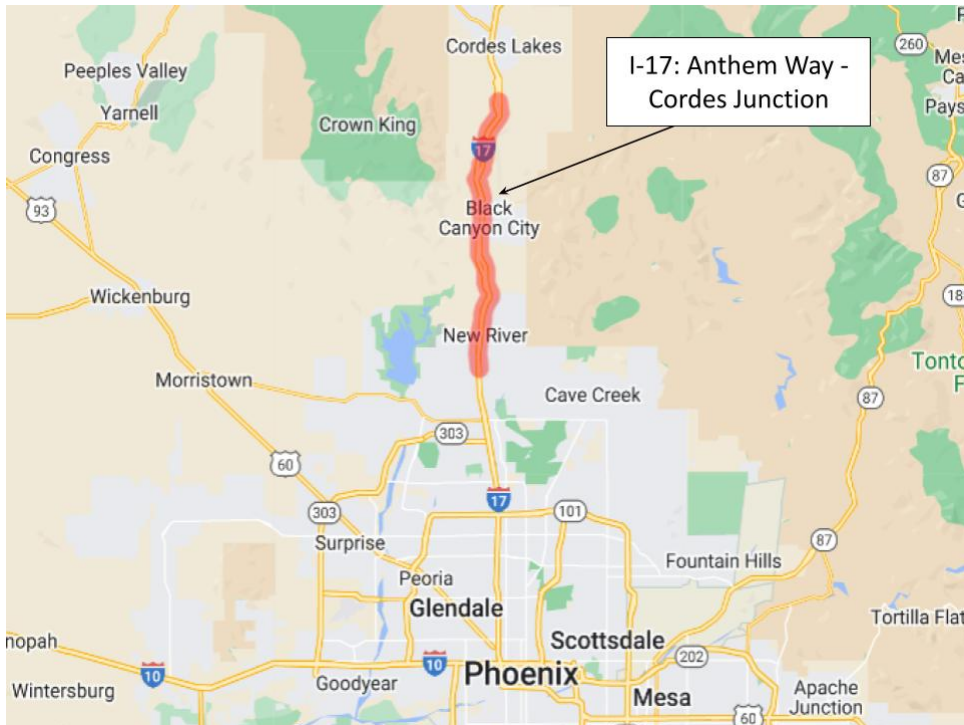 Cordes Lakes
I-17: Anthem Way -
Cordes Junction
260
Peeples Valley
Yarnell
Crown King
17
Congress
87
93
Black
Canyon City
Wickenburg
New River
Morristown
Cave Creek
87
303
60
17
303
101
Surprise
87
Fountain Hills
Peoria
Glendale
Scottsdale
Tortilla Flat
10
10
Goodyear
Phoenix
202
Wintersburg
Mesa
Apache
Junction
60